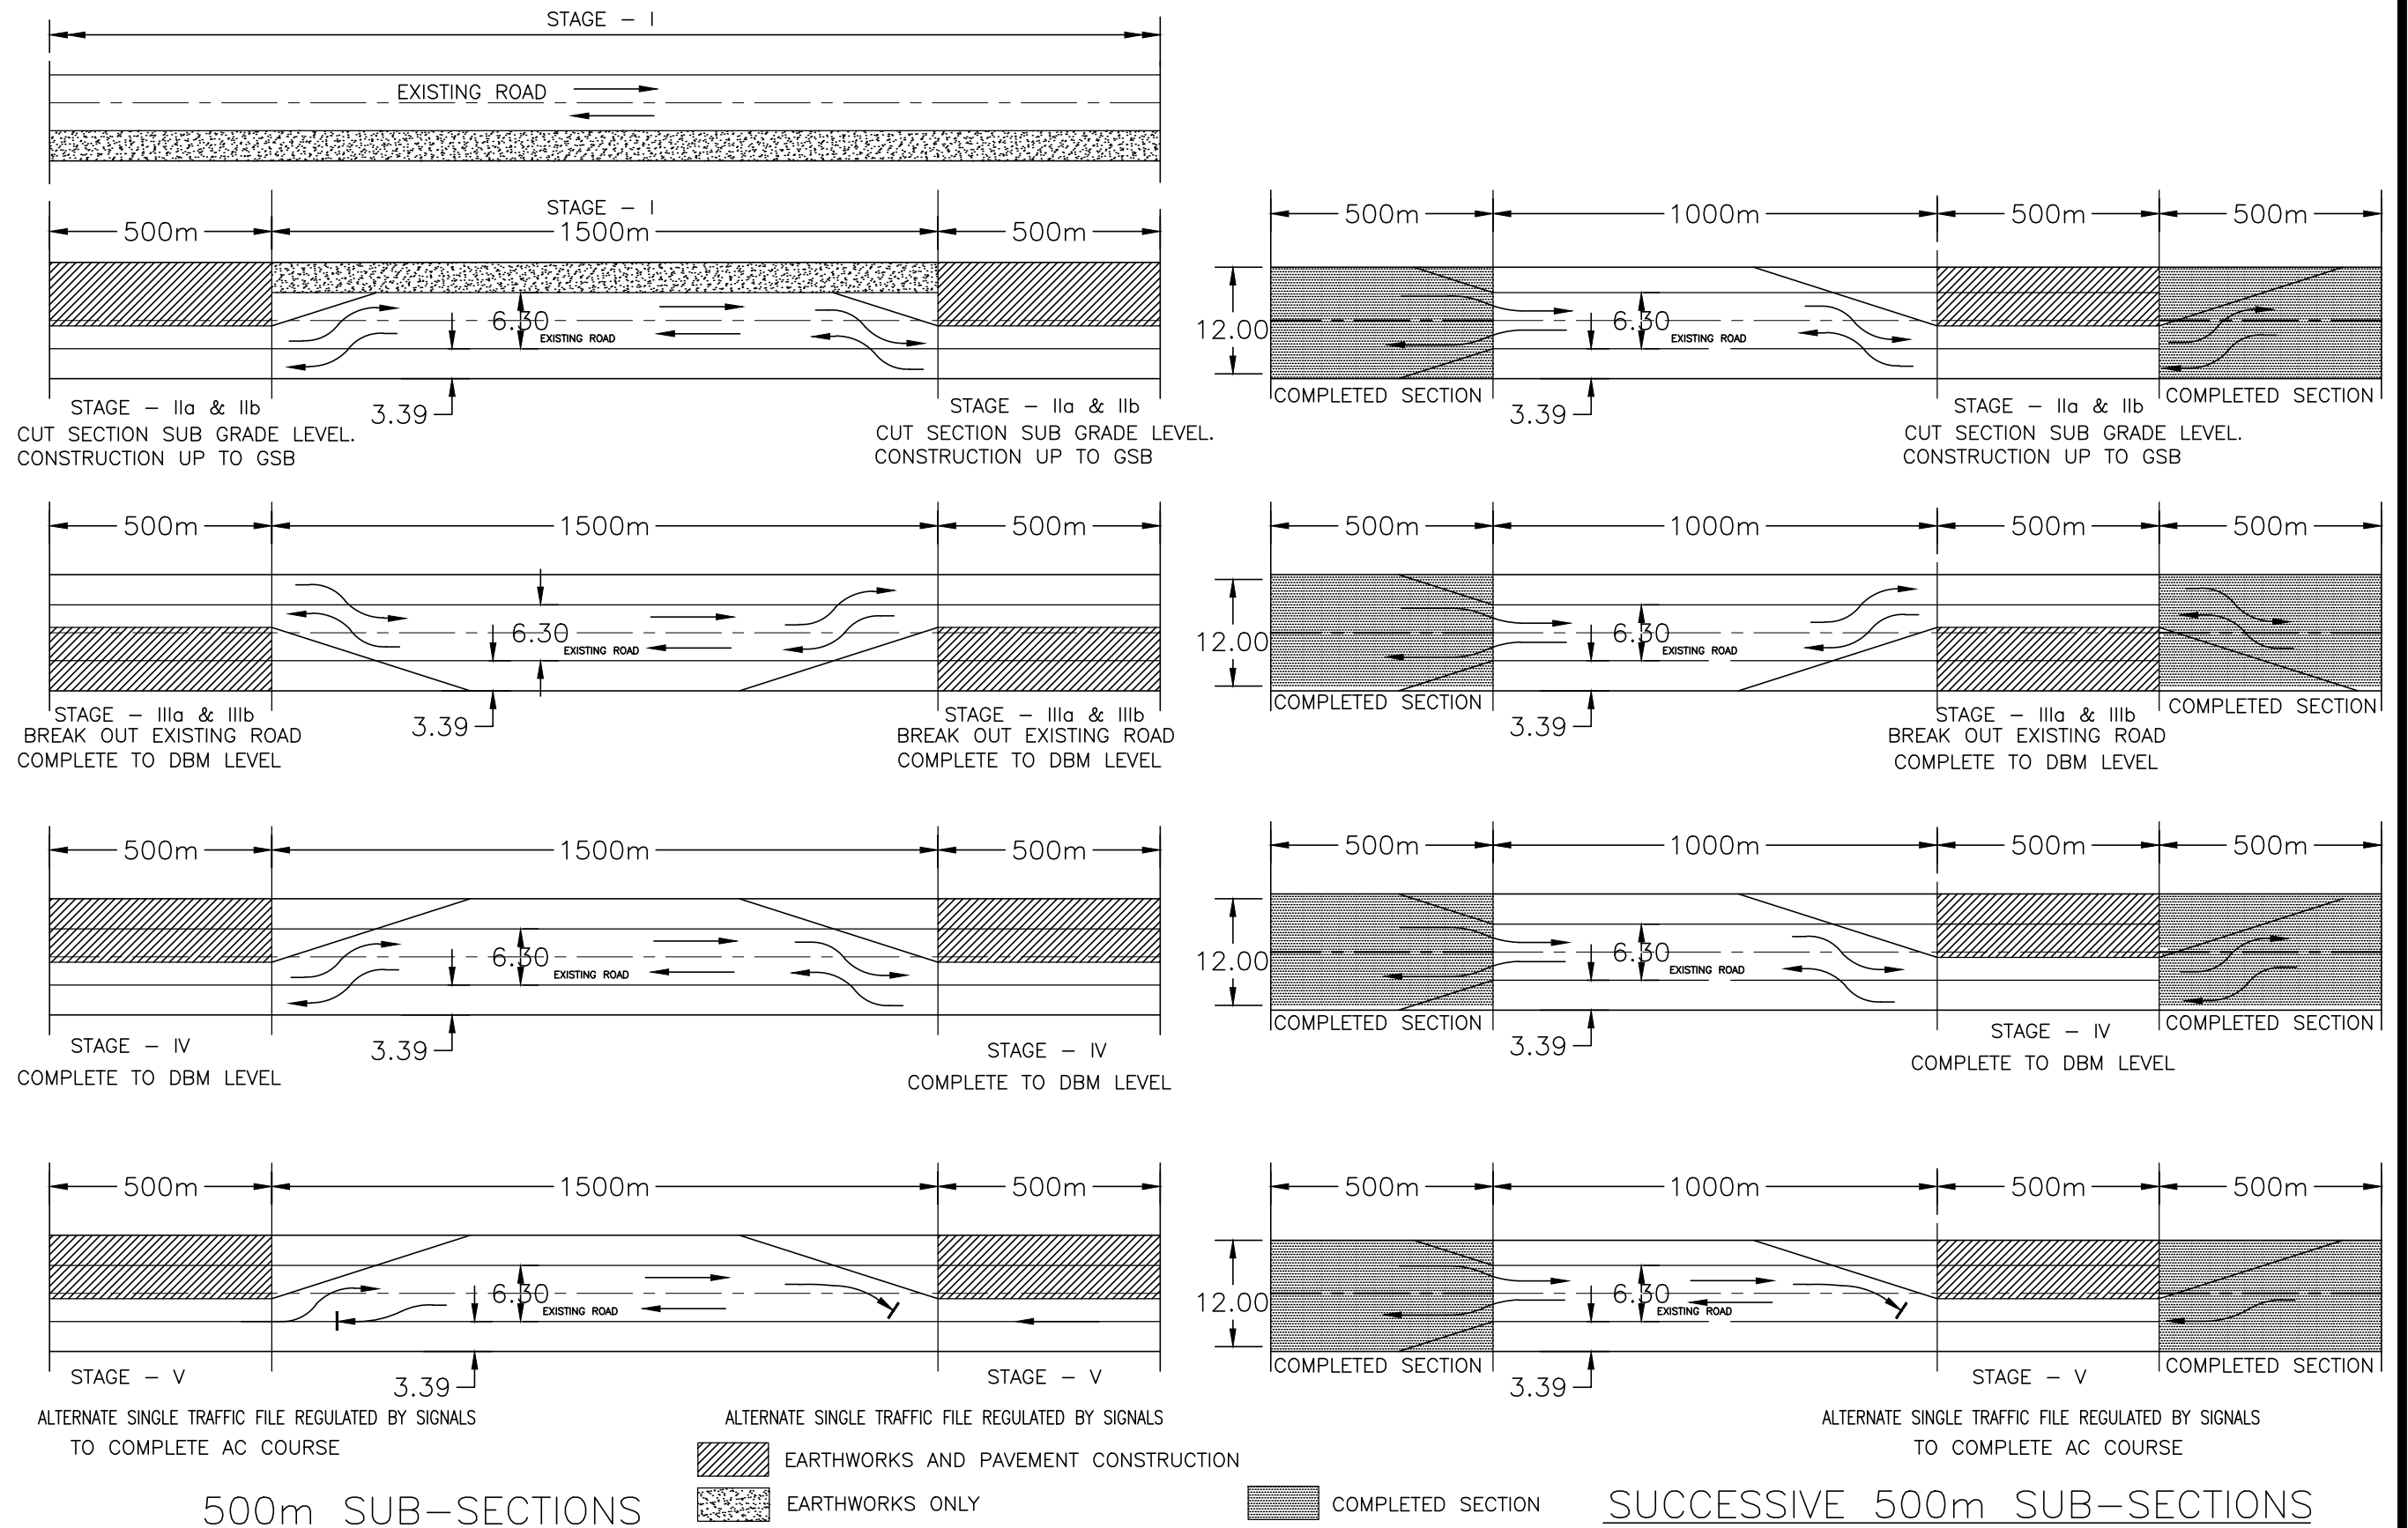 STAGE - I
EXISTING ROAD
STAGE - I
500m 1500m 500m
6.30
EXISTING ROAD
3.39
STAGE - IIa & IIb
CUT SECTION SUB GRADE LEVEL.
CONSTRUCTION UP TO GSB
STAGE - IIa & IIb
CUT SECTION SUB GRADE LEVEL.
CONSTRUCTION UP TO GSB
500m 1000m 500m 500m
12.00
6.30
EXISTING ROAD
3.39
COMPLETED SECTION
STAGE - IIa & IIb
CUT SECTION SUB GRADE LEVEL.
CONSTRUCTION UP TO GSB
COMPLETED SECTION
500m 1500m 500m
6.30
EXISTING ROAD
3.39
STAGE - IIIa & IIIb
BREAK OUT EXISTING ROAD
COMPLETE TO DBM LEVEL
STAGE - IIIa & IIIb
BREAK OUT EXISTING ROAD
COMPLETE TO DBM LEVEL
500m 1000m 500m 500m
12.00
6.30
EXISTING ROAD
3.39
COMPLETED SECTION
STAGE - IIIa & IIIb
BREAK OUT EXISTING ROAD
COMPLETE TO DBM LEVEL
COMPLETED SECTION
500m 1500m 500m
6.30
EXISTING ROAD
3.39
STAGE - IV
COMPLETE TO DBM LEVEL
STAGE - IV
COMPLETE TO DBM LEVEL
500m 1000m 500m 500m
12.00
6.30
EXISTING ROAD
3.39
COMPLETED SECTION
STAGE - IV
COMPLETE TO DBM LEVEL
COMPLETED SECTION
500m 1500m 500m
6.30
EXISTING ROAD
3.39
STAGE - V
ALTERNATE SINGLE TRAFFIC FILE REGULATED BY SIGNALS
TO COMPLETE AC COURSE
STAGE - V
ALTERNATE SINGLE TRAFFIC FILE REGULATED BY SIGNALS
500m 1000m 500m 500m
12.00
6.30
EXISTING ROAD
3.39
COMPLETED SECTION
STAGE - V
COMPLETED SECTION
ALTERNATE SINGLE TRAFFIC FILE REGULATED BY SIGNALS
TO COMPLETE AC COURSE
EARTHWORKS AND PAVEMENT CONSTRUCTION
EARTHWORKS ONLY
COMPLETED SECTION
500m SUB-SECTIONS
SUCCESSIVE 500m SUB-SECTIONS